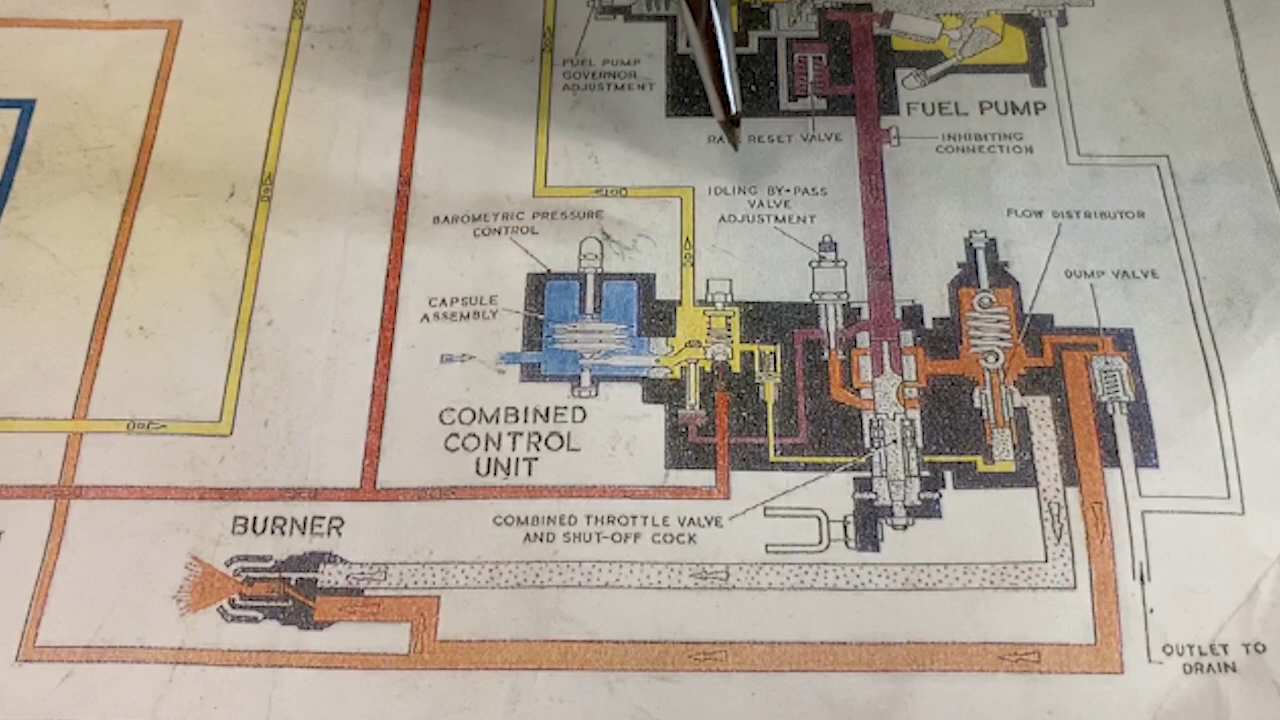 FUEL PUMP
GOVERNOR
ADJUSTMENT
FUEL PUMP
RESET VALVE
INHIBITING
CONNECTION
IDLING BY-PASS
VALVE
ADJUSTMENT
BAROMETRIC PRESSURE
CONTROL
FLOW DISTRIBUTOR
DUMP VALVE
CAPSULE
ASSEMBLY
COMBINED
CONTROL
UNIT
COMBINED THROTTLE VALVE
AND SHUT-OFF COCK
BURNER
OUTLET TO
DRAIN